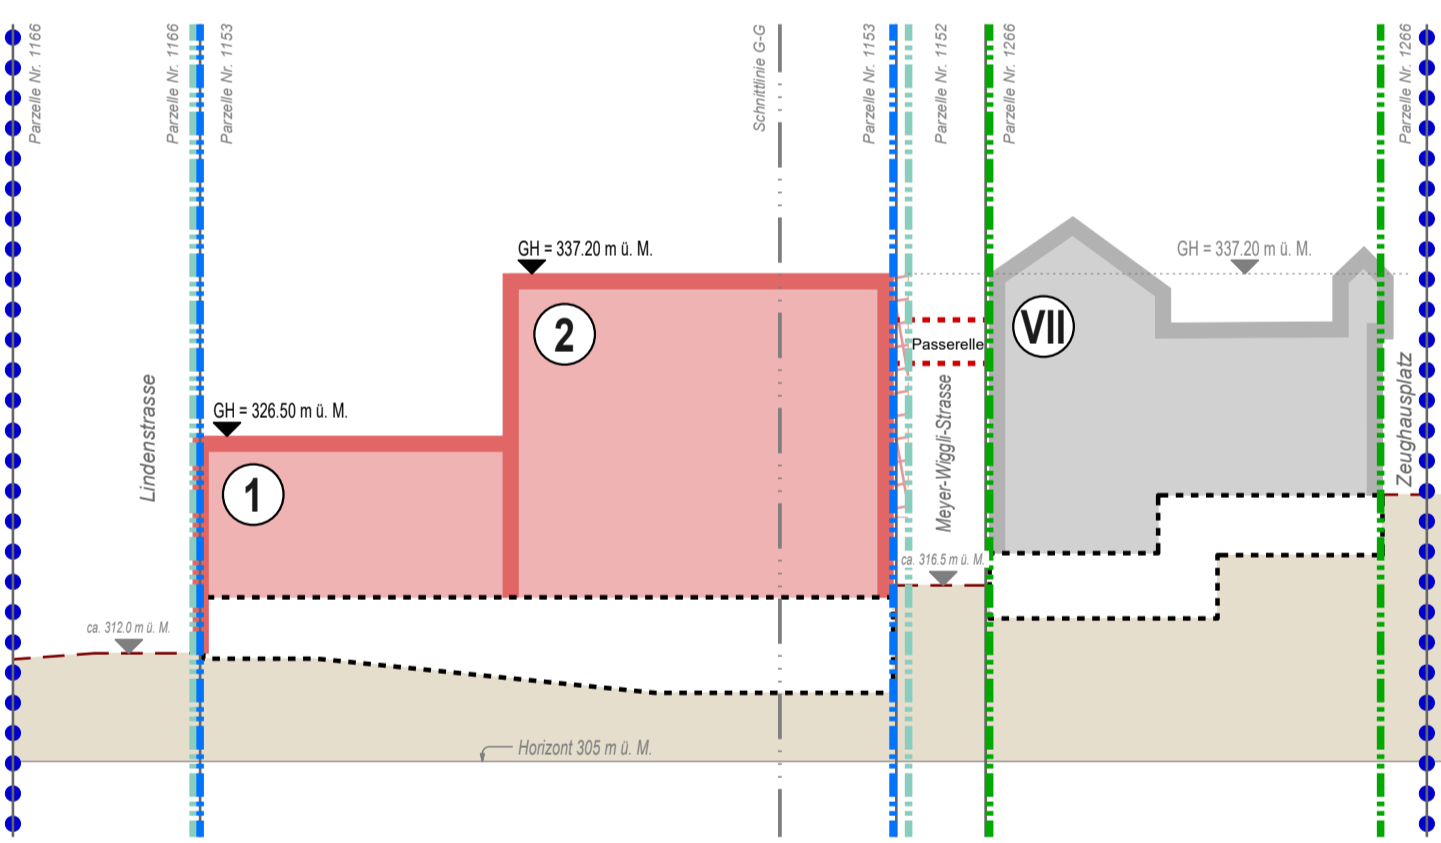 Parzelle Nr. 1166
Parzelle Nr. 1166
Parzelle Nr. 1153
Schnittlinie G-G
Parzelle Nr. 1153
Parzelle Nr. 1152
Parzelle Nr. 1266
Parzelle Nr. 1266
GH = 337.20 m ü. M.
GH = 337.20 m ü. M.
2
VII
Passerelle
Lindenstrasse
GH = 326.50 m ü. M.
Meyer-Wiggli-Strasse
Zeughausplatz
1
ca. 316.5 m ü. M.
ca. 312.0 m ü. M.
Horizont 305 m ü. M.